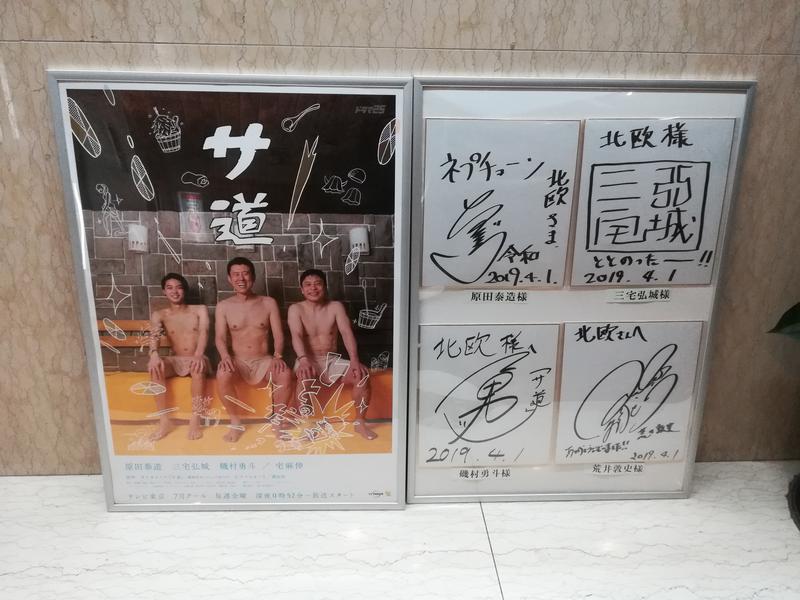 ドラマ25
サ道
原田泰造 三宅弘城 磯村勇斗 / 宅麻伸
テレビ東京 7月クール 毎週金曜 深夜0時52分〜放送スタート
ネプチューン
北欧さま
令和
2019.4.1.
原田泰造様
北欧様
三宅弘城
ととのったー!!
2019.4.1
三宅弘城様
北欧様へ
サ道
2019.4.1
磯村勇斗様
北欧さんへ
2019.4.1
荒井敦史様